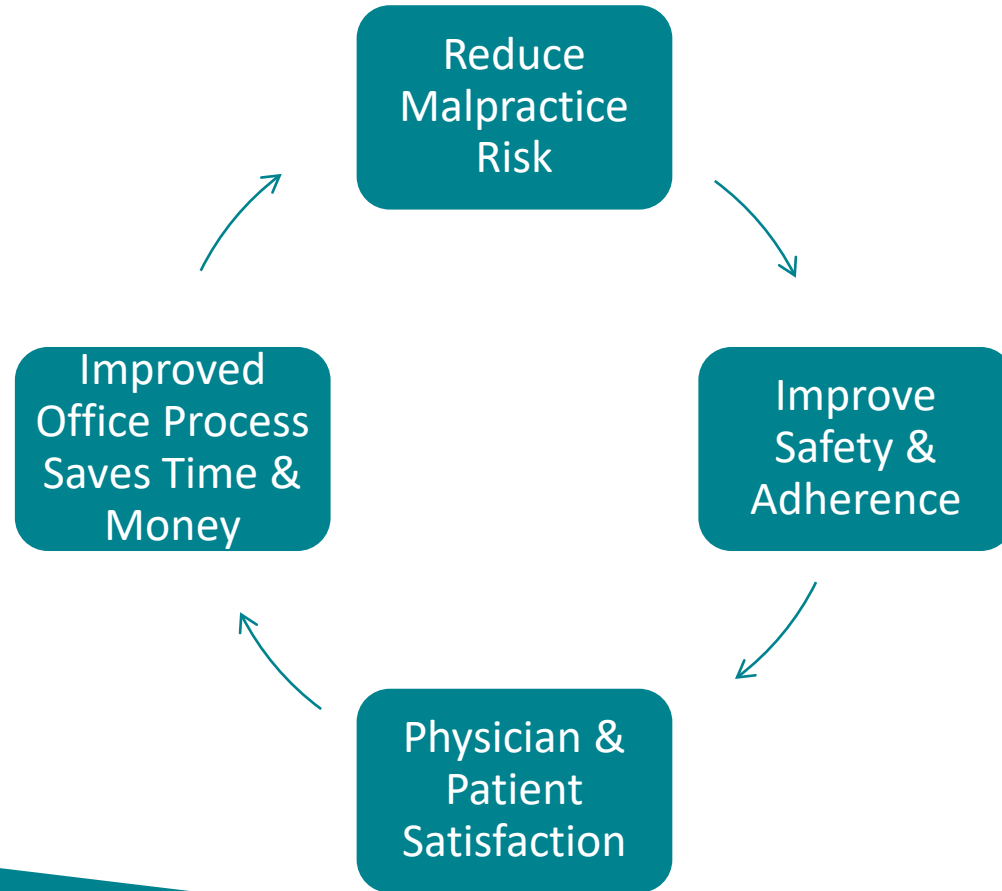 Reduce
Malpractice
Risk
Improved
Office Process
Saves Time &
Money
Improve
Safety &
Adherence
Physician &
Patient
Satisfaction